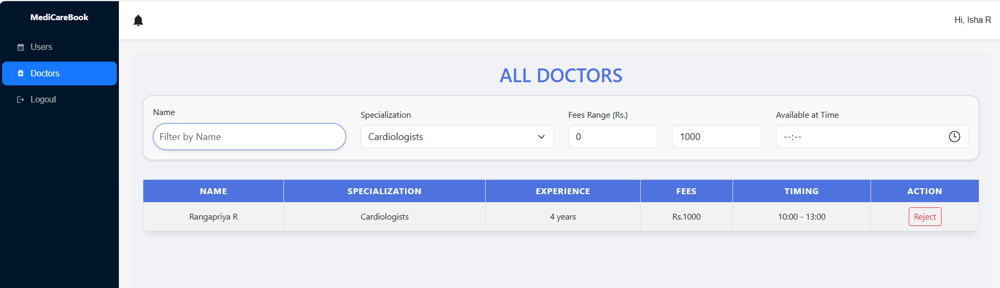 MediCareBook
Users
Doctors
Logout
Hi, Isha R
ALL DOCTORS
Name
Filter by Name
Specialization
Cardiologists
Fees Range (Rs.)
0
1000
Available at Time
--:--
NAME SPECIALIZATION EXPERIENCE FEES TIMING ACTION
Rangapriya R Cardiologists 4 years Rs.1000 10:00 - 13:00 Reject